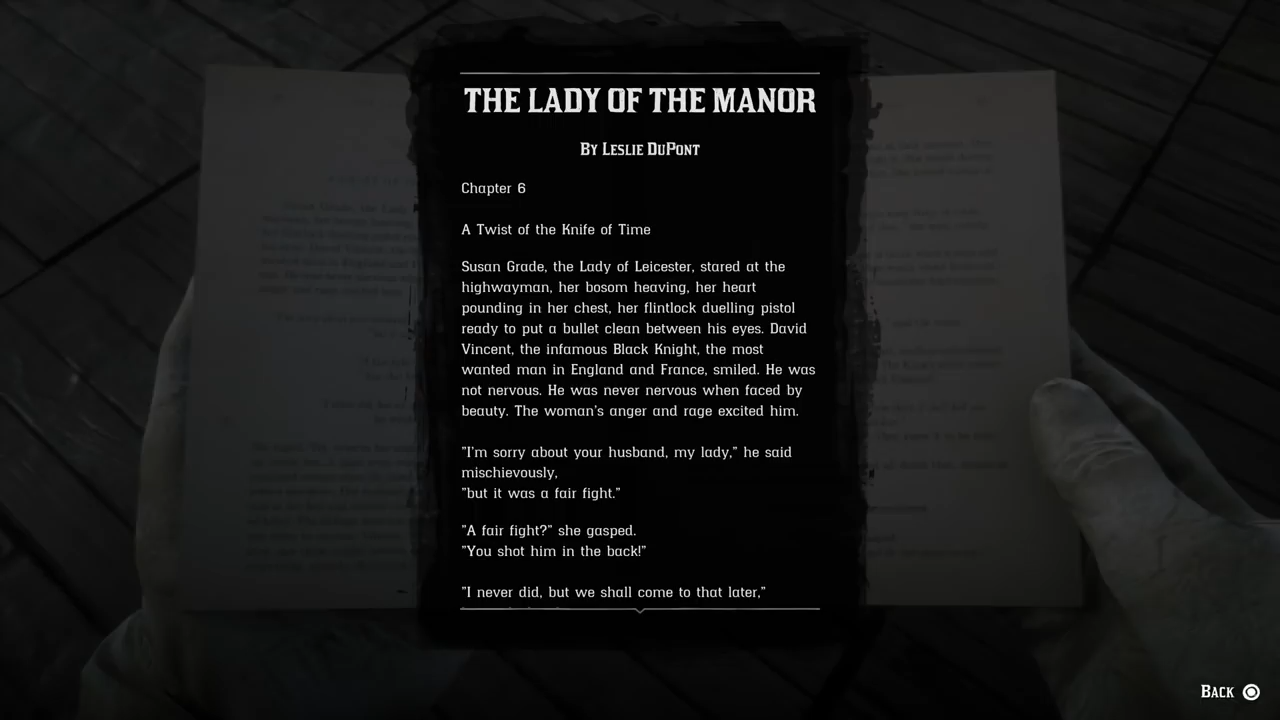 THE LADY OF THE MANOR
BY LESLIE DUPONT
Chapter 6
A Twist of the Knife of Time
Susan Grade, the Lady of Leicester, stared at the
highwayman, her bosom heaving, her heart
pounding in her chest, her flintlock duelling pistol
ready to put a bullet clean between his eyes. David
Vincent, the infamous Black Knight, the most
wanted man in England and France, smiled. He was
not nervous. He was never nervous when faced by
beauty. The woman's anger and rage excited him.
"I'm sorry about your husband, my lady," he said
mischievously,
"but it was a fair fight."
"A fair fight?" she gasped.
"You shot him in the back!"
"I never did, but we shall come to that later,"
BACK